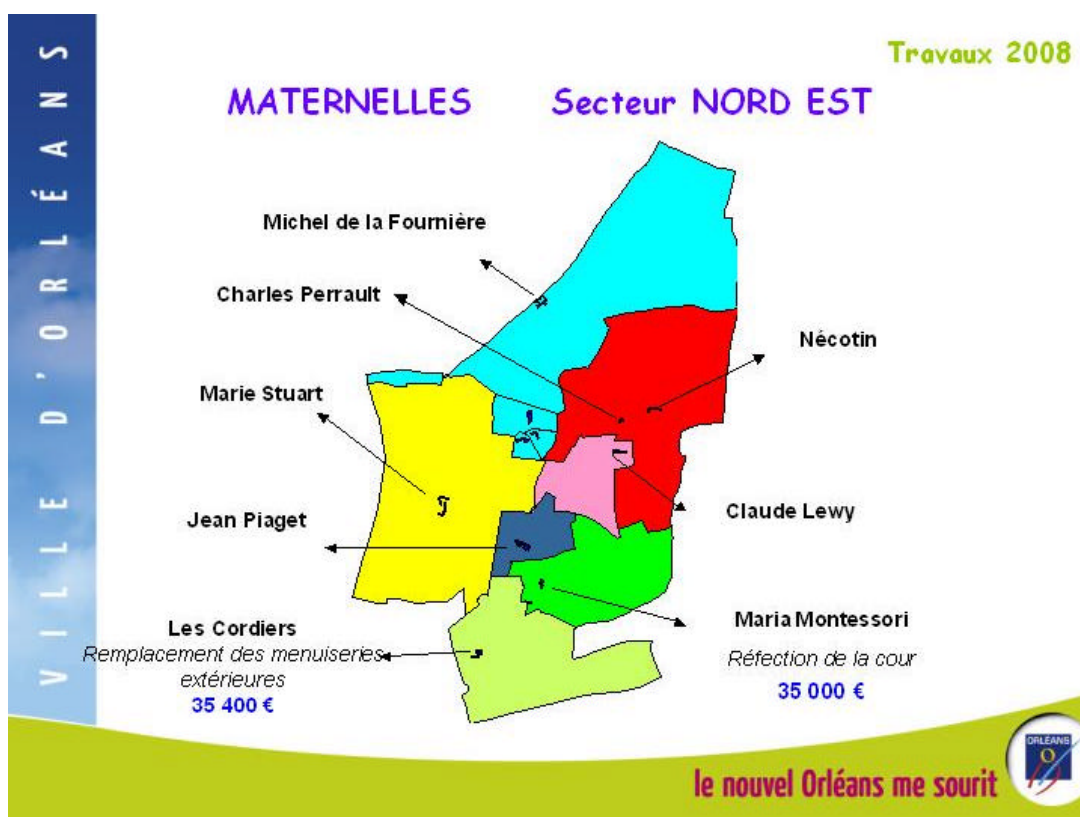 VILLE D'ORLÉANS
Travaux 2008
MATERNELLES Secteur NORD EST
Michel de la Fournière
Charles Perrault
Nécotin
Marie Stuart
Jean Piaget
Claude Lewy
Les Cordiers
Remplacement des menuiseries
extérieures
35 400 €
Maria Montessori
Réfection de la cour
35 000 €
le nouvel Orléans me sourit
ORLÉANS